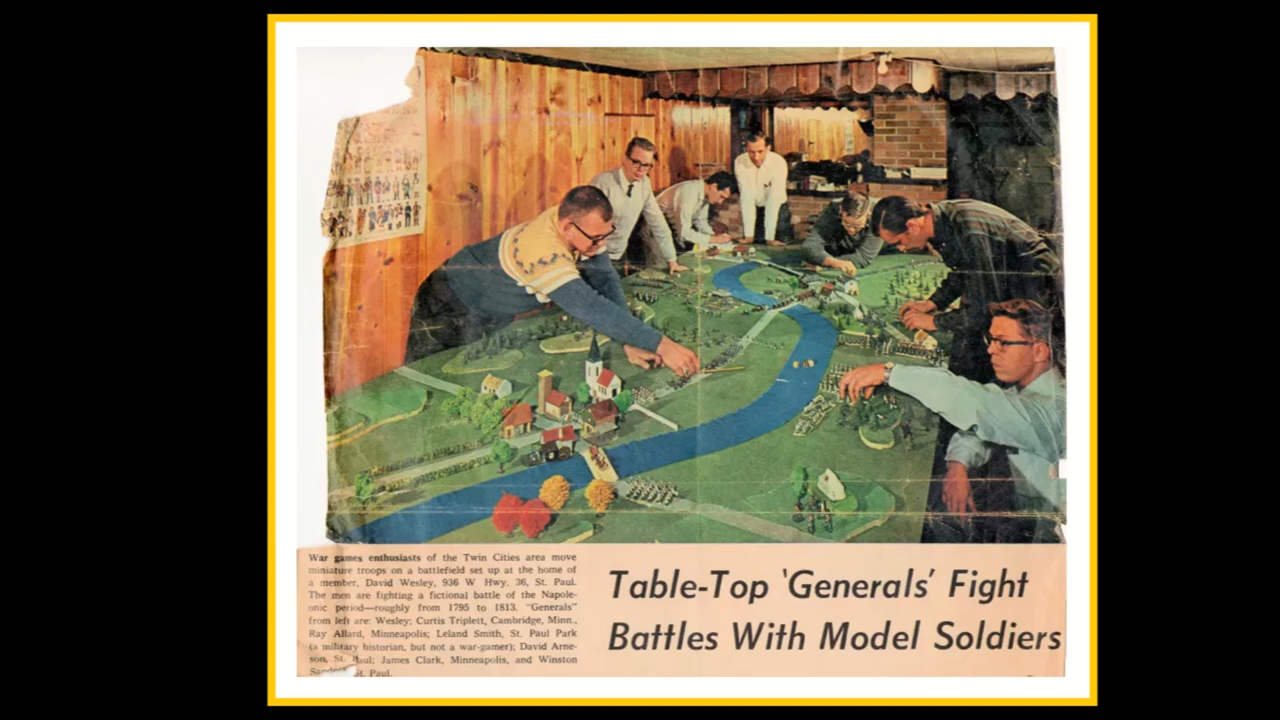 War games enthusiasts of the Twin Cities area move
miniature troops on a battlefield set up at the home of
a member, David Wesley, 936 W Hwy. 36, St. Paul.
The men are fighting a fictional battle of the Napole-
onic period—roughly from 1795 to 1813. "Generals"
from left are: Wesley; Curtis Triplett, Cambridge, Minn.,
Ray Allard, Minneapolis; Leland Smith, St. Paul Park
(a military historian, but not a war-gamer); David Arne-
son, St. Paul; James Clark, Minneapolis, and Winston
St. Paul.
Table-Top 'Generals' Fight
Battles With Model Soldiers